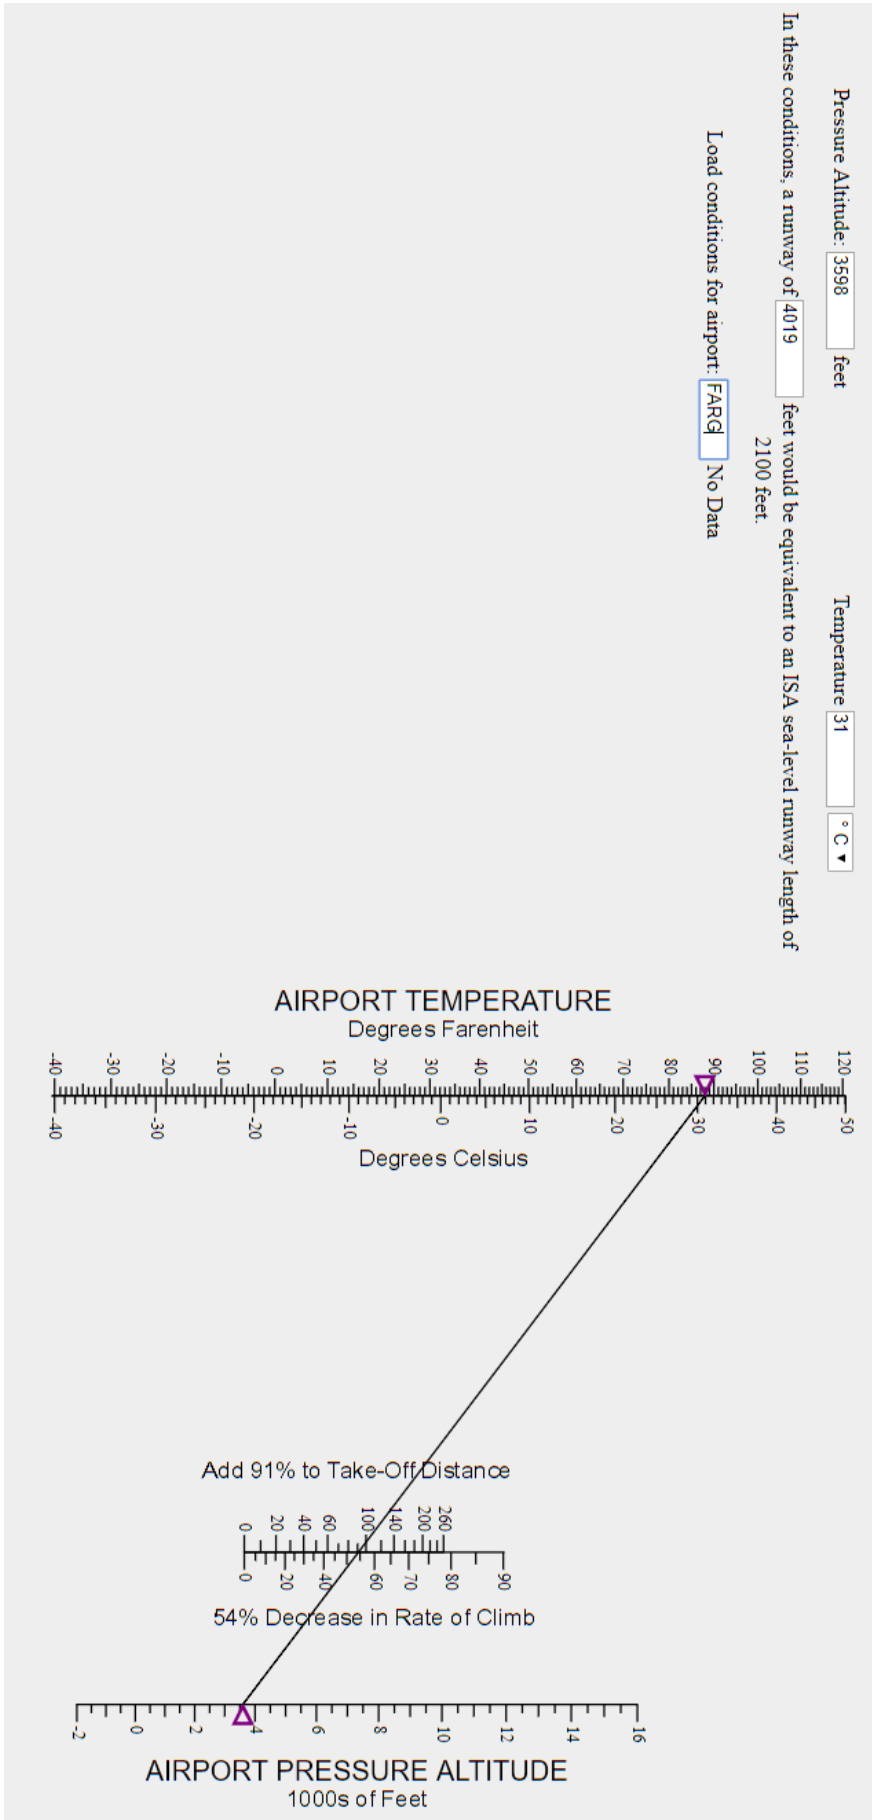 Pressure Altitude: 3598 feet Temperature 31 ° C ▾
In these conditions, a runway of 4019 feet would be equivalent to an ISA sea-level runway length of
2100 feet.
Load conditions for airport: FARG No Data
AIRPORT TEMPERATURE
Degrees Farenheit
-40 -30 -20 -10 0 10 20 30 40 50 60 70 80 90 100 110 120
-40 -30 -20 -10 0 10 20 30 40 50
Degrees Celsius
Add 91% to Take-Off Distance
0 20 40 60 100 140 200 260
0 20 40 60 70 80 90
54% Decrease in Rate of Climb
-2 0 2 4 6 8 10 12 14 16
AIRPORT PRESSURE ALTITUDE
1000s of Feet